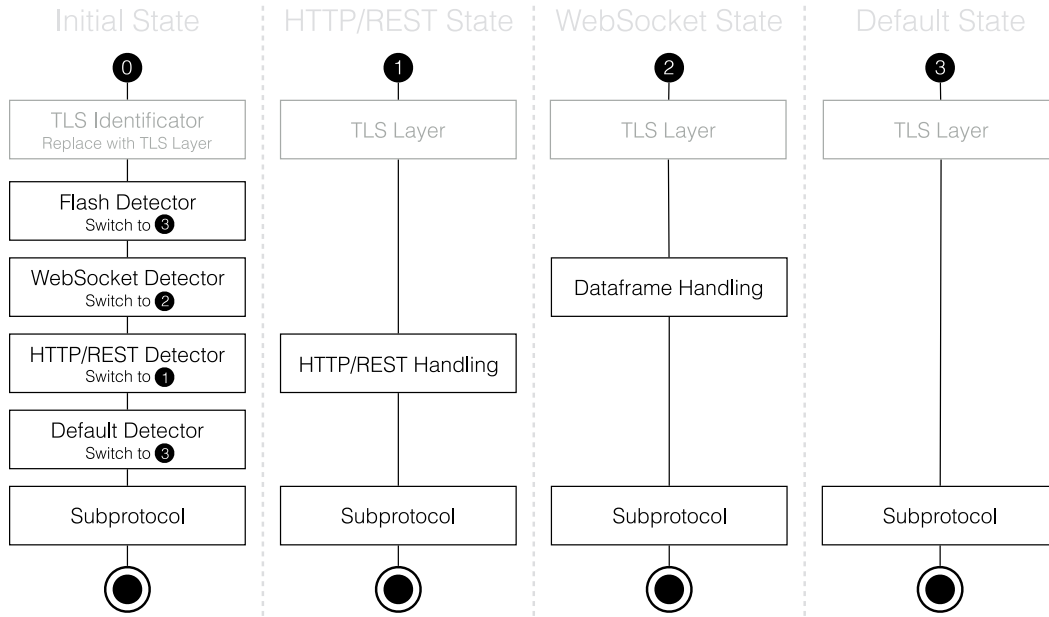 Initial State
HTTP/REST State
WebSocket State
Default State
0
1
2
3
TLS Identificator
Replace with TLS Layer
TLS Layer
TLS Layer
TLS Layer
Flash Detector
Switch to 3
WebSocket Detector
Switch to 2
Dataframe Handling
HTTP/REST Detector
Switch to 1
HTTP/REST Handling
Default Detector
Switch to 3
Subprotocol
Subprotocol
Subprotocol
Subprotocol